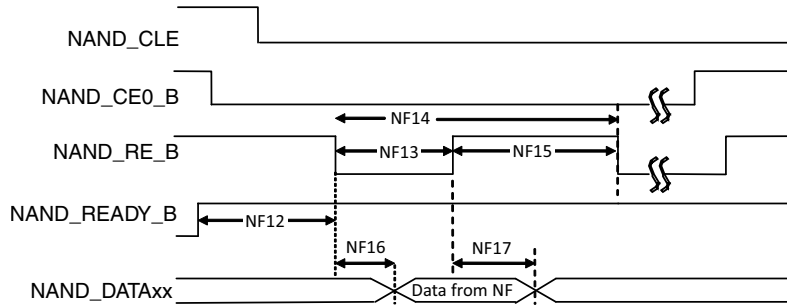 NAND_CLE
NAND_CE0_B
NF14
NAND_RE_B
NF13
NF15
NAND_READY_B
NF12
NF16
NF17
NAND_DATAxx
Data from NF